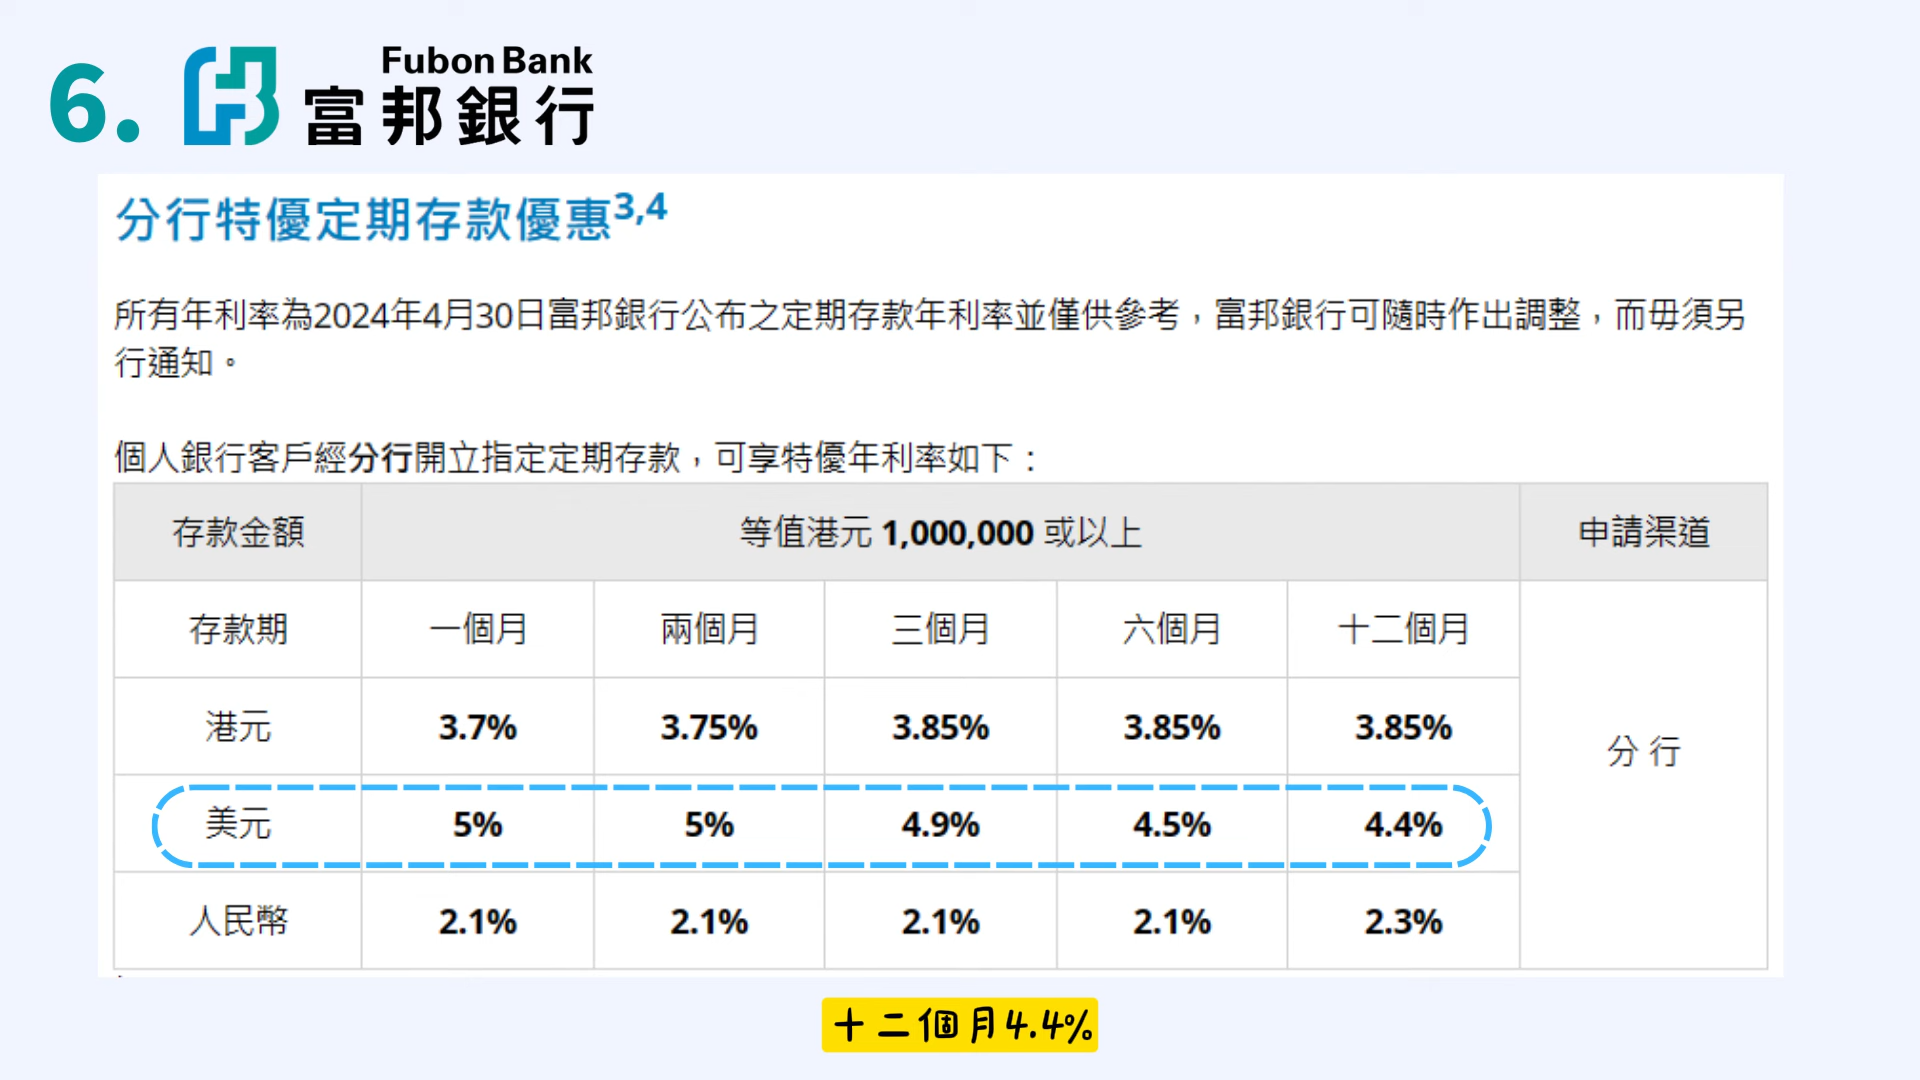 6. Fubon Bank
富邦銀行
分行特優定期存款優惠3,4
所有年利率為2024年4月30日富邦銀行公布之定期存款年利率並僅供參考，富邦銀行可隨時作出調整，而毋須另
行通知。
個人銀行客戶經分行開立指定定期存款，可享特優年利率如下：
存款金額 等值港元 1,000,000 或以上 申請渠道
存款期 一個月 兩個月 三個月 六個月 十二個月
港元 3.7% 3.75% 3.85% 3.85% 3.85%
分行
美元 5% 5% 4.9% 4.5% 4.4%
人民幣 2.1% 2.1% 2.1% 2.1% 2.3%
十二個月4.4%